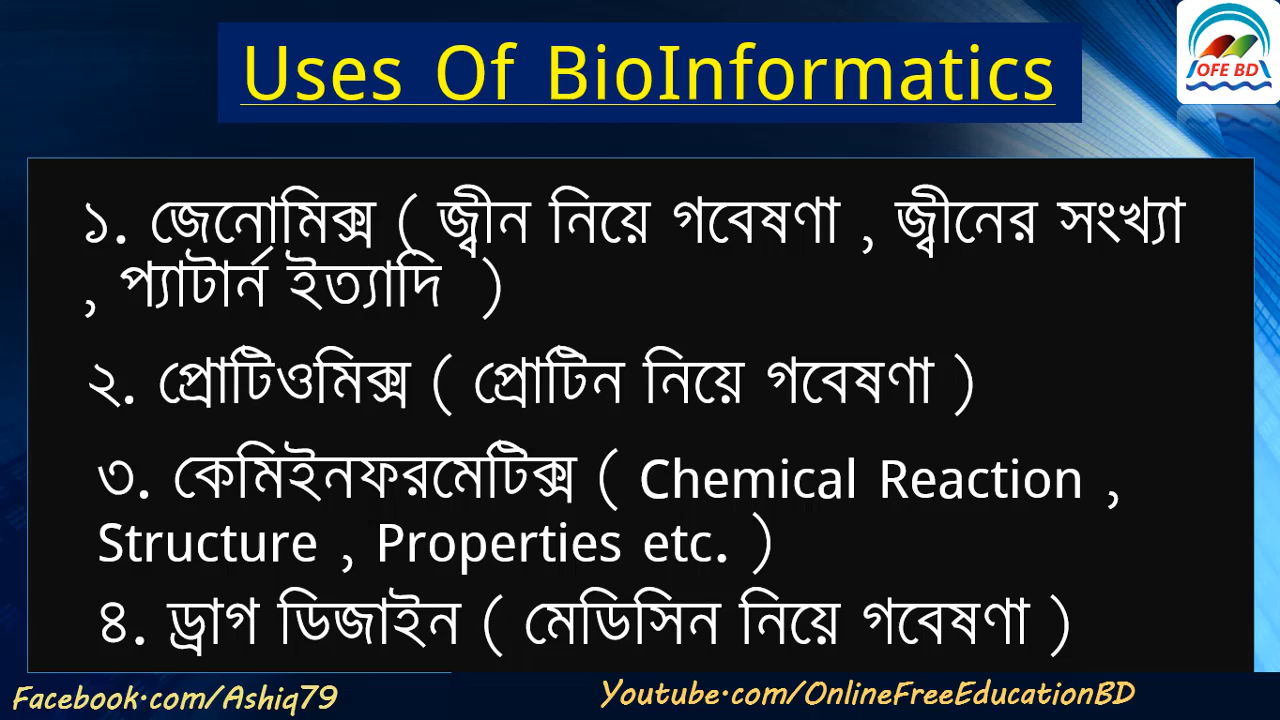 Uses Of BioInformatics
OFE BD
১. জেনোমিক্স ( জ্বীন নিয়ে গবেষণা , জ্বীনের সংখ্যা
, প্যাটার্ন ইত্যাদি )
২. প্রোটিওমিক্স ( প্রোটিন নিয়ে গবেষণা )
৩. কেমিইনফরমেটিক্স ( Chemical Reaction ,
Structure , Properties etc. )
৪. ড্রাগ ডিজাইন ( মেডিসিন নিয়ে গবেষণা )
Facebook.com/Ashiq79
Youtube.com/OnlineFreeEducationBD